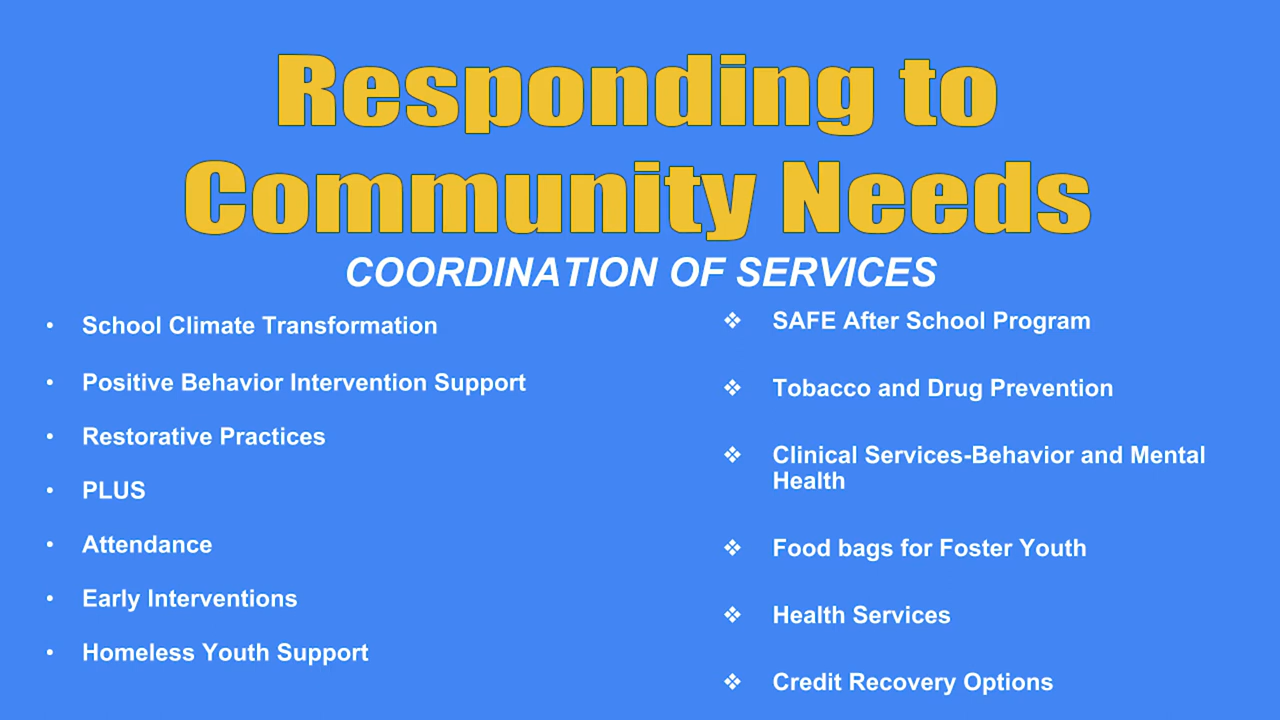 Responding to
Community Needs
COORDINATION OF SERVICES
• School Climate Transformation
• Positive Behavior Intervention Support
• Restorative Practices
• PLUS
• Attendance
• Early Interventions
• Homeless Youth Support
❖ SAFE After School Program
❖ Tobacco and Drug Prevention
❖ Clinical Services-Behavior and Mental
Health
❖ Food bags for Foster Youth
❖ Health Services
❖ Credit Recovery Options